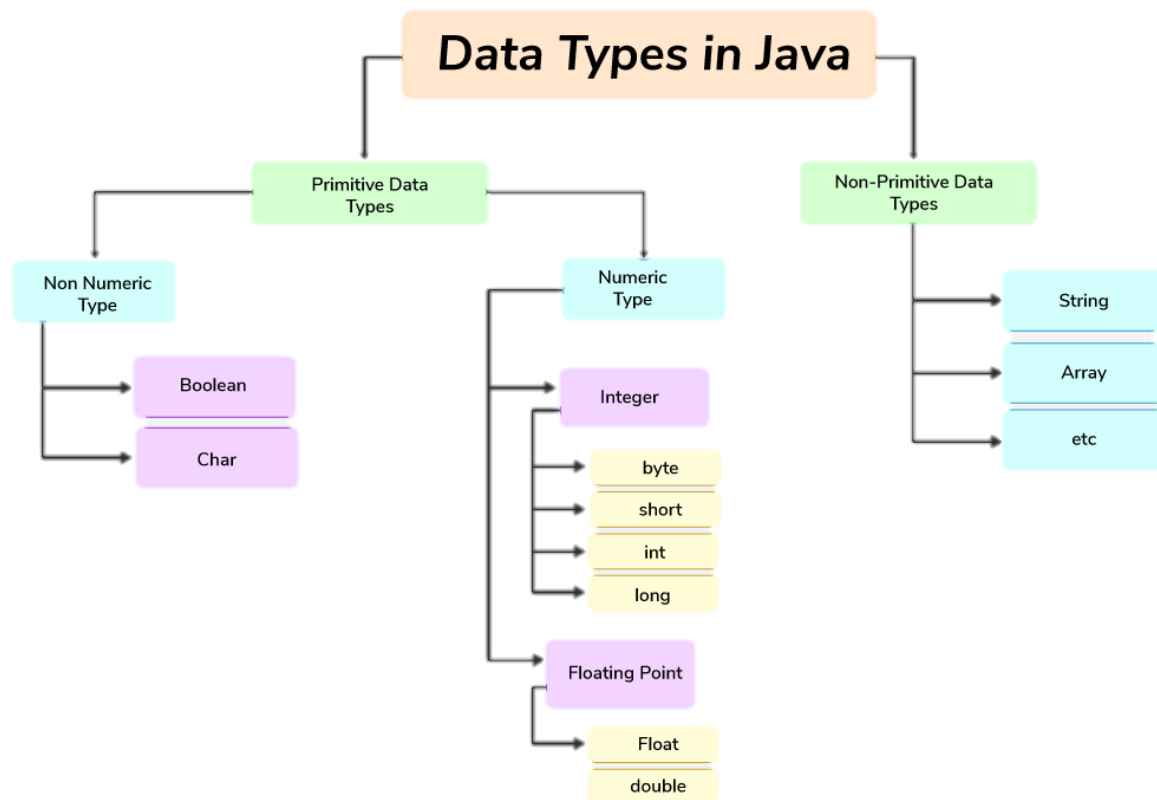 Data Types in Java
Primitive Data
Types
Non-Primitive Data
Types
Non Numeric
Type
Numeric
Type
Boolean
Char
Integer
byte
short
int
long
Floating Point
Float
double
String
Array
etc